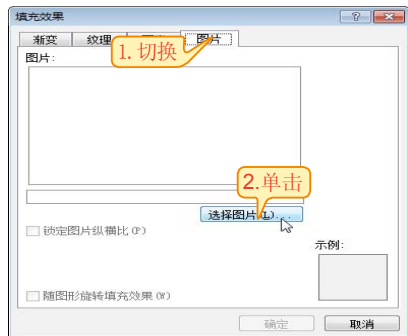 填充效果
渐变 纹理 图片
1. 切换
图片:
2.单击
选择图片(L)...
锁定图片纵横比(P)
示例:
随图形旋转填充效果(W)
确定 取消